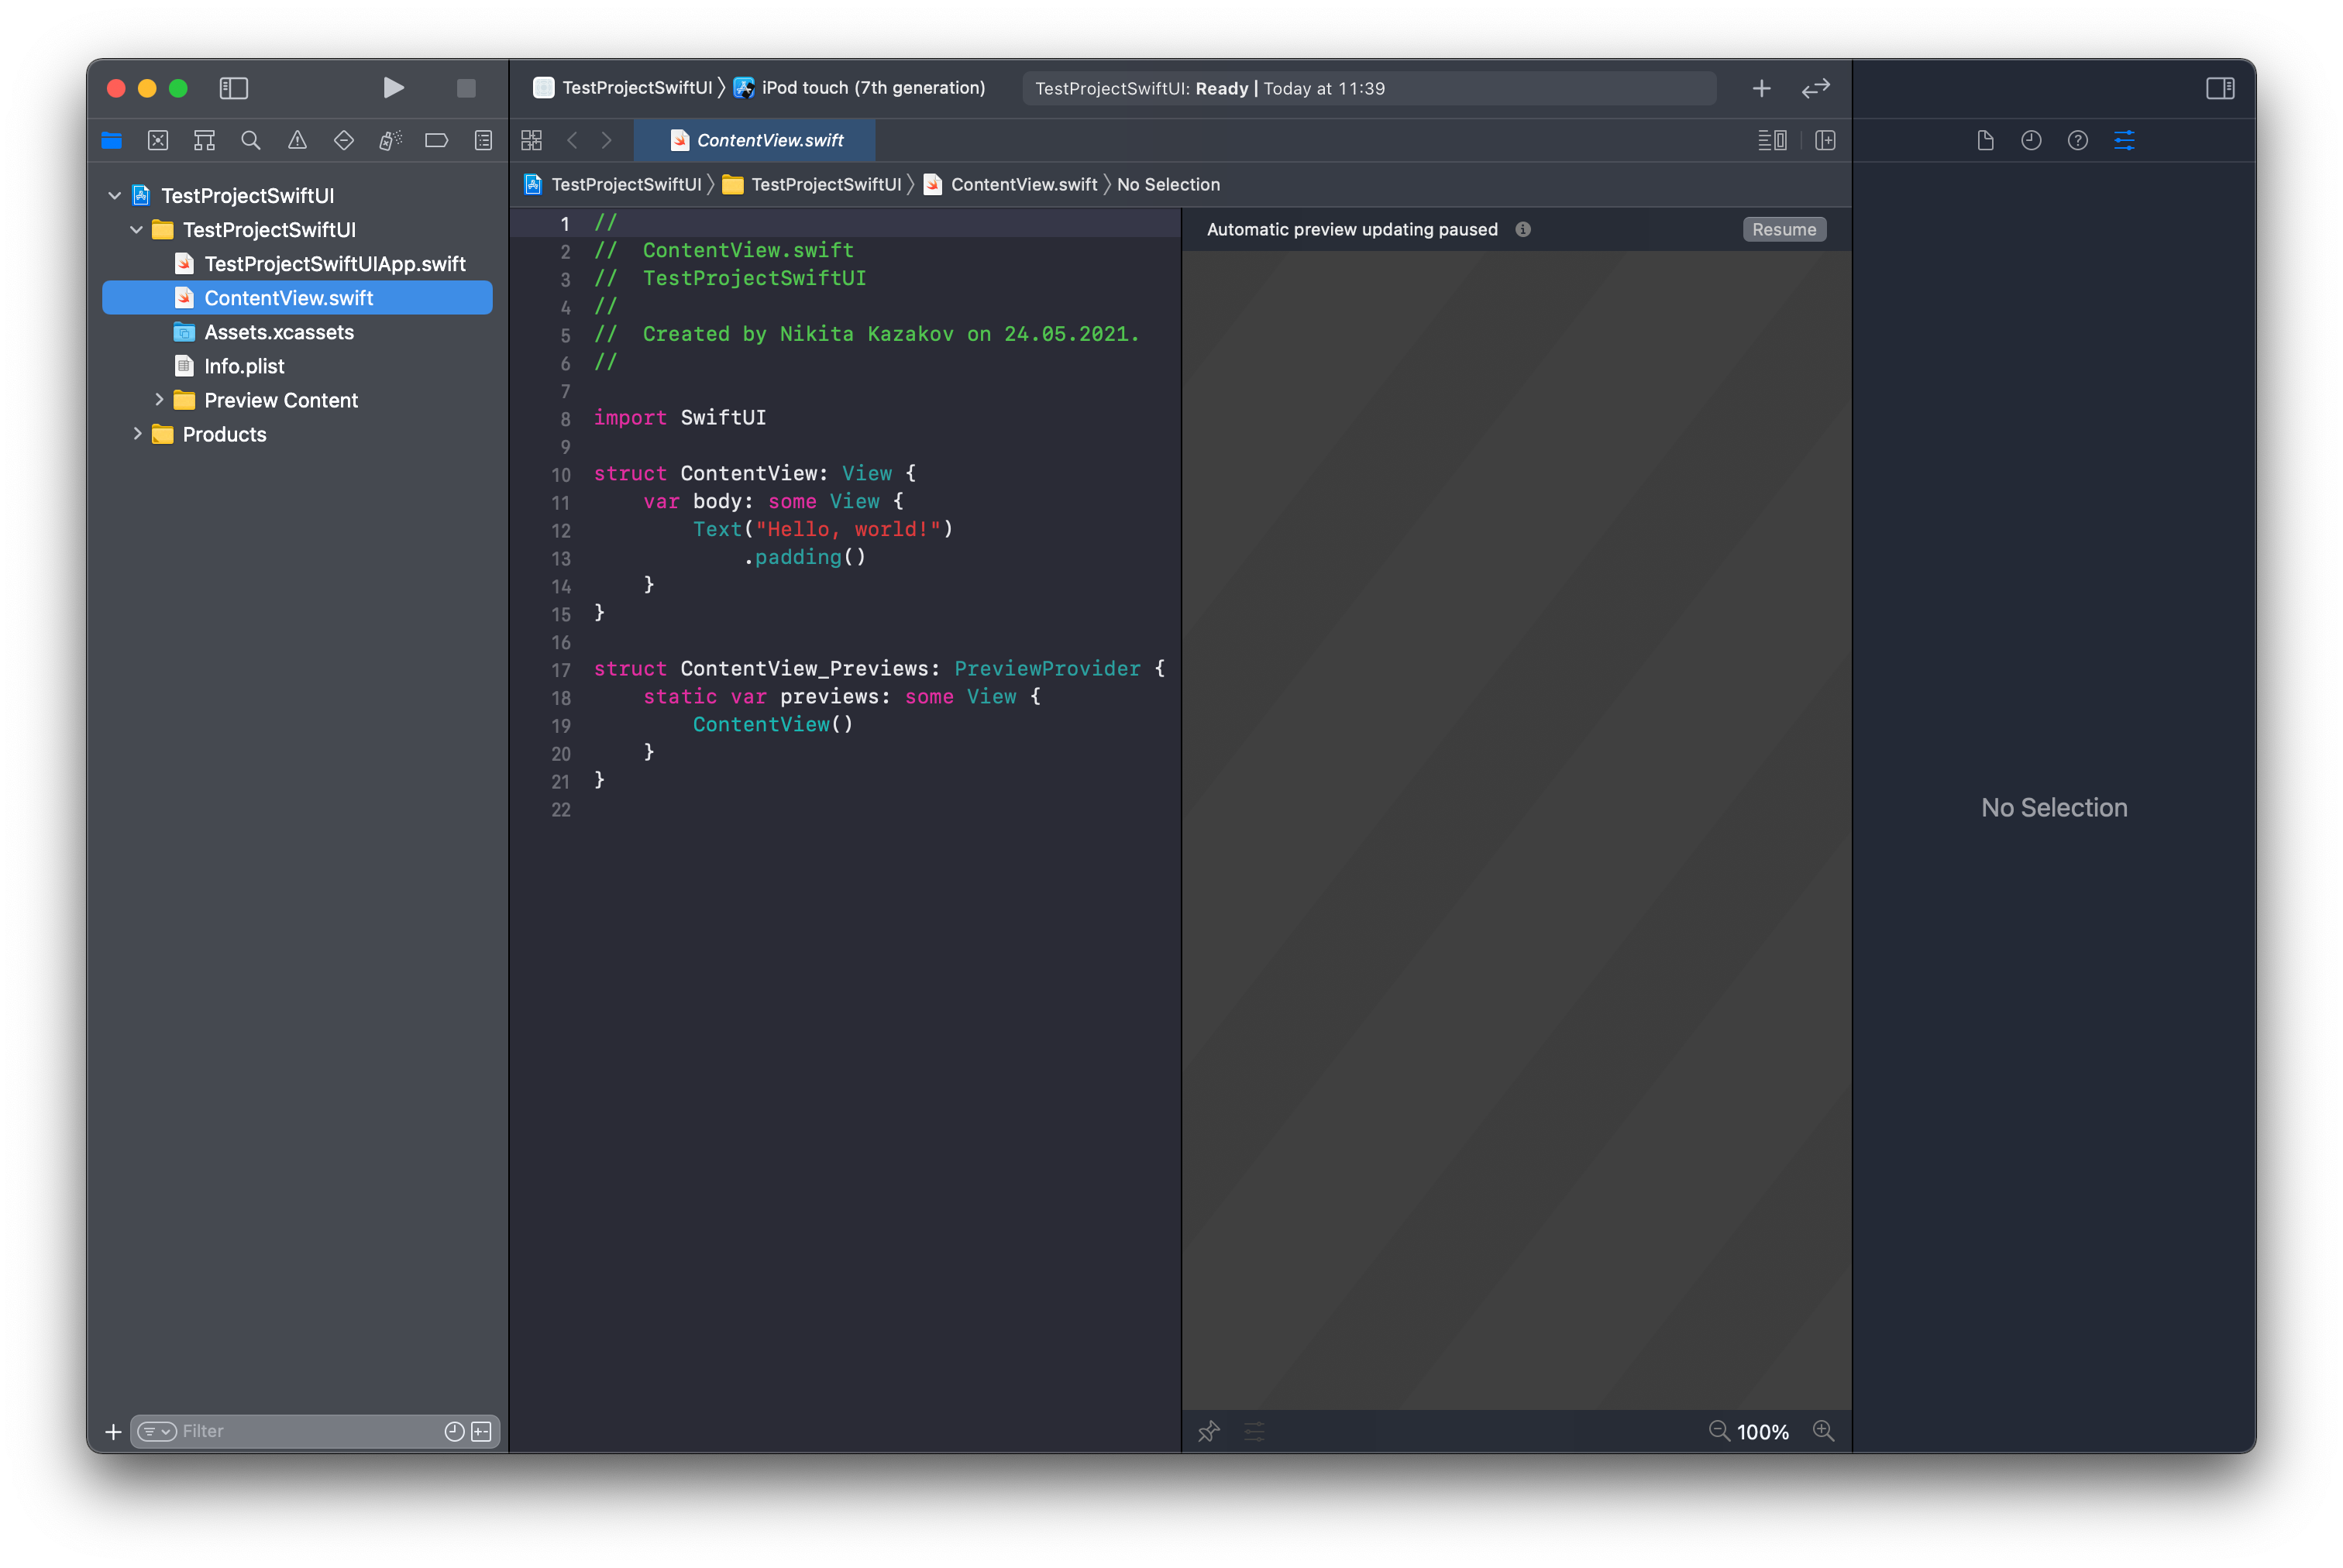 TestProjectSwiftUI 〉 iPod touch (7th generation)
TestProjectSwiftUI: Ready | Today at 11:39
ContentView.swift
TestProjectSwiftUI 〉 TestProjectSwiftUI 〉 ContentView.swift 〉 No Selection
TestProjectSwiftUI
TestProjectSwiftUI
TestProjectSwiftUIApp.swift
ContentView.swift
Assets.xcassets
Info.plist
Preview Content
Products
Filter
1 //
2 //  ContentView.swift
3 //  TestProjectSwiftUI
4 //
5 //  Created by Nikita Kazakov on 24.05.2021.
6 //
7
8 import SwiftUI
9
10 struct ContentView: View {
11     var body: some View {
12         Text("Hello, world!")
13             .padding()
14     }
15 }
16
17 struct ContentView_Previews: PreviewProvider {
18     static var previews: some View {
19         ContentView()
20     }
21 }
22
Automatic preview updating paused
Resume
100%
No Selection